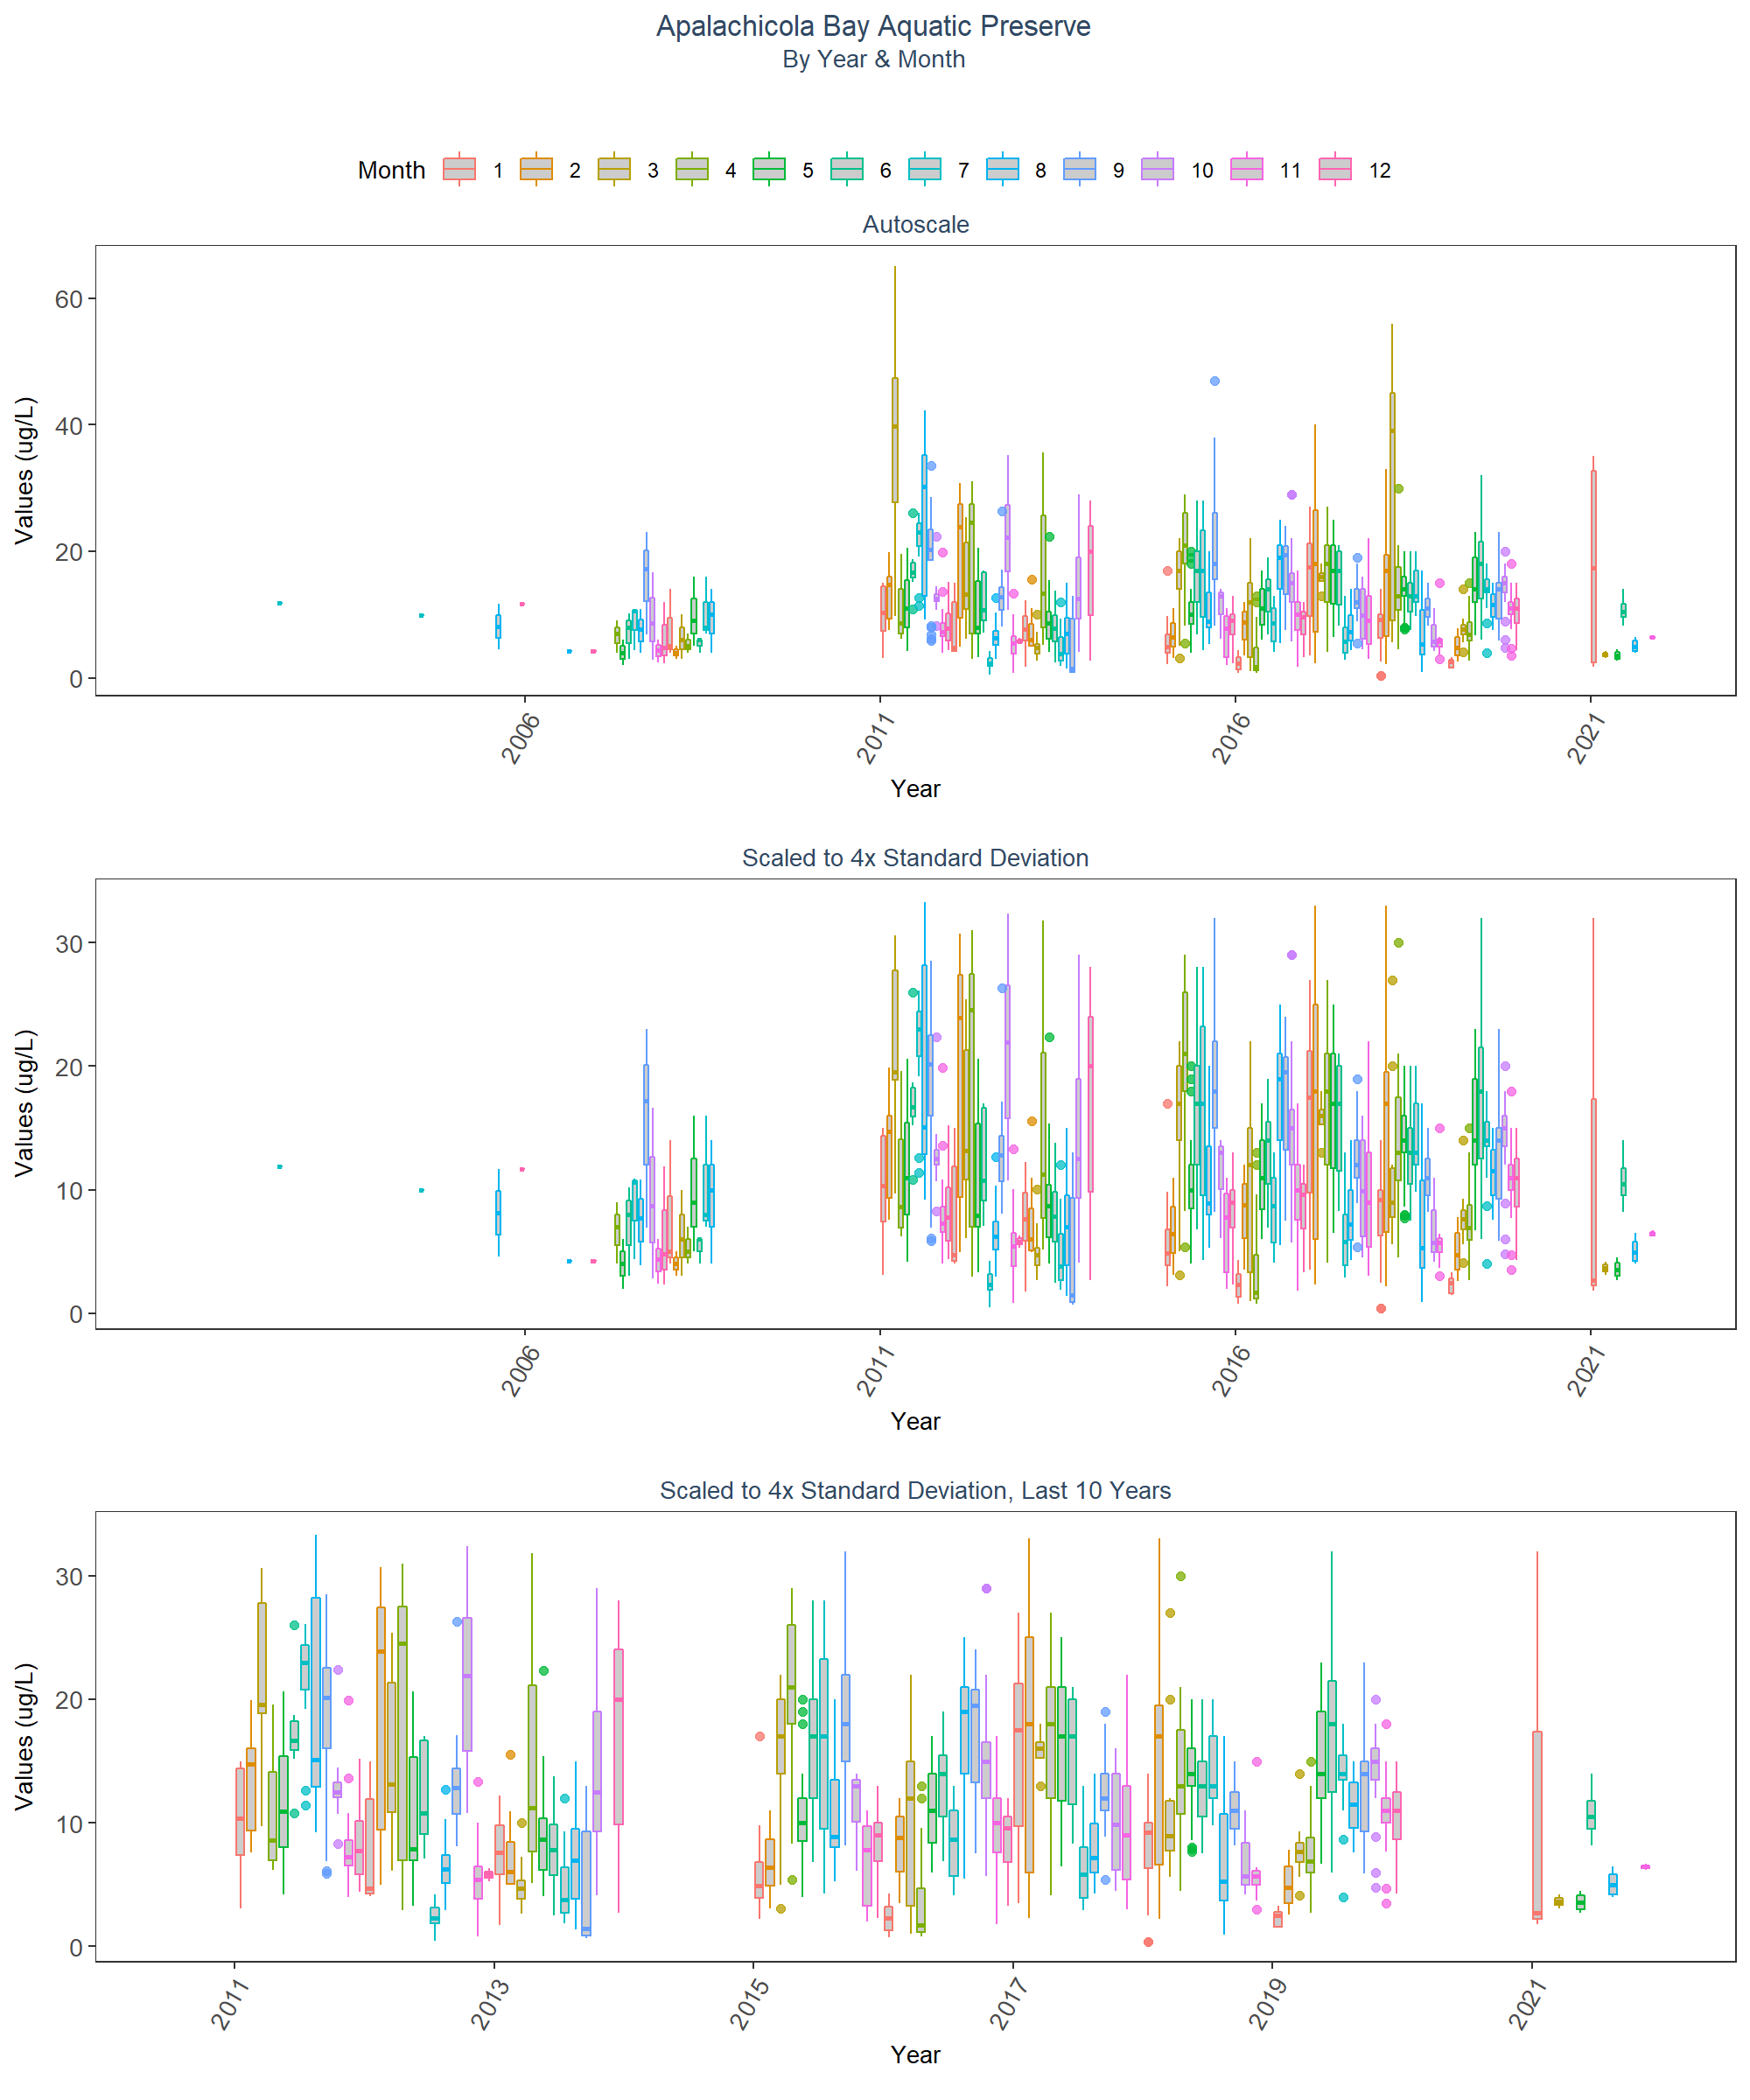 Apalachicola Bay Aquatic Preserve
By Year & Month
Month 1 2 3 4 5 6 7 8 9 10 11 12
Autoscale
Values (ug/L)
60
40
20
0
2006 2011 2016 2021
Year
Scaled to 4x Standard Deviation
Values (ug/L)
30
20
10
0
2006 2011 2016 2021
Year
Scaled to 4x Standard Deviation, Last 10 Years
Values (ug/L)
30
20
10
0
2011 2013 2015 2017 2019 2021
Year